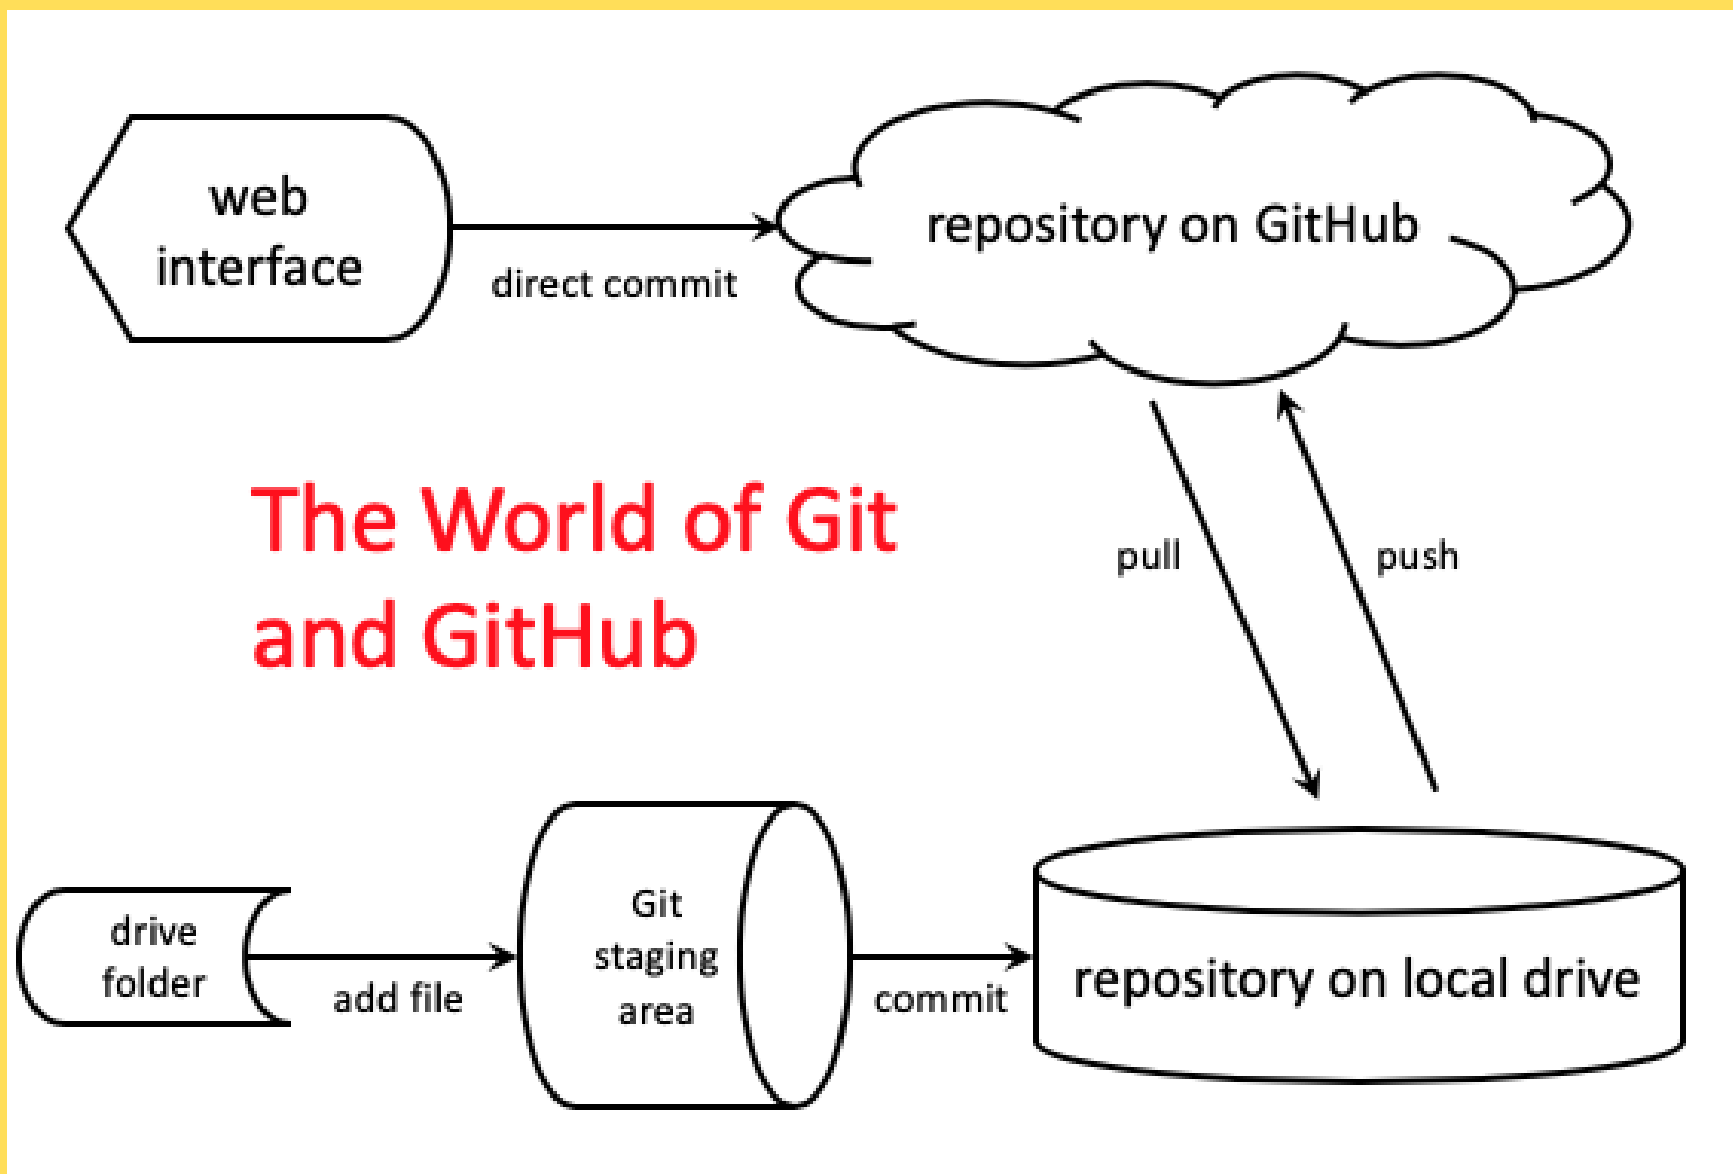 web
interface
direct commit
repository on GitHub
The World of Git
and GitHub
pull
push
drive
folder
add file
Git
staging
area
commit
repository on local drive